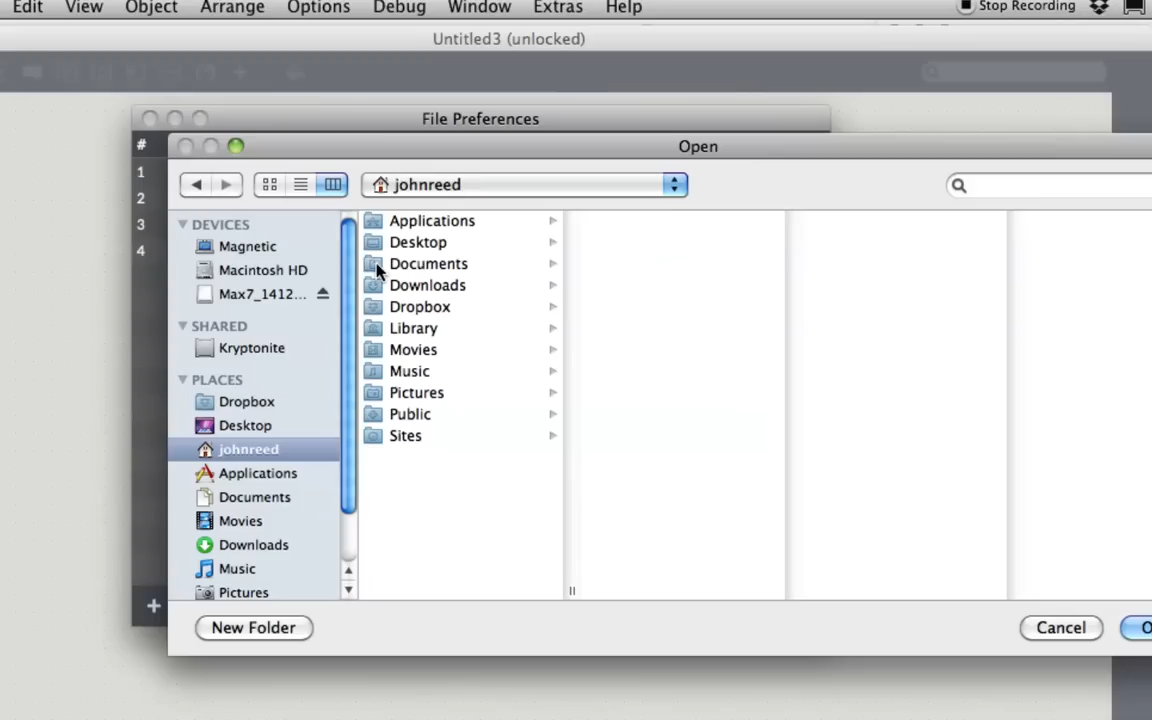 Edit View Object Arrange Options Debug Window Extras Help Stop Recording
Untitled3 (unlocked)
File Preferences
#
Open
1
2
3
4
johnreed
DEVICES
Magnetic
Macintosh HD
Max7_1412...
SHARED
Kryptonite
PLACES
Dropbox
Desktop
johnreed
Applications
Documents
Movies
Downloads
Music
Pictures
Applications
Desktop
Documents
Downloads
Dropbox
Library
Movies
Music
Pictures
Public
Sites
New Folder
Cancel
O